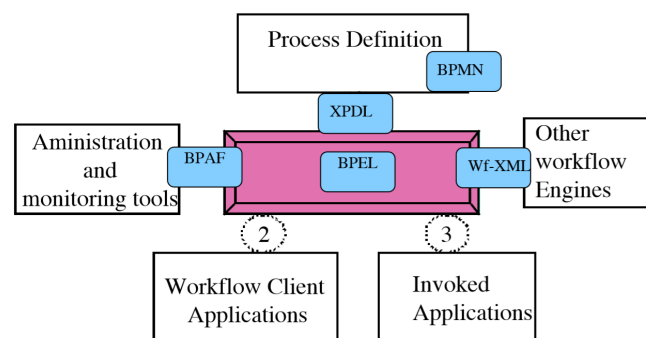 Process Definition
BPMN
XPDL
Aministration
and
monitoring tools
BPAF
BPEL
Wf-XML
Other
workflow
Engines
2
3
Workflow Client
Applications
Invoked
Applications